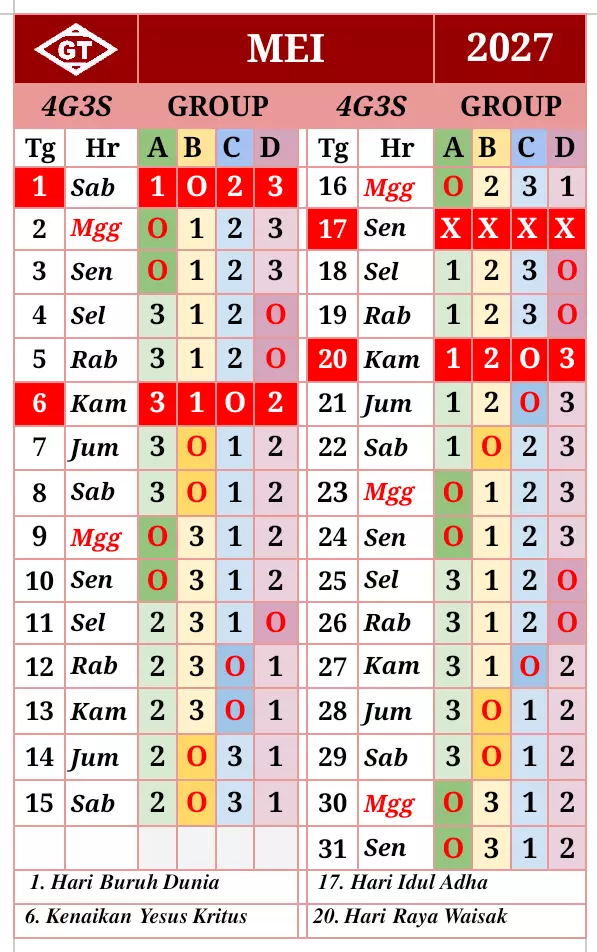 GT MEI 2027
4G3S GROUP 4G3S GROUP
Tg Hr A B C D Tg Hr A B C D
1 Sab 1 O 2 3 16 Mgg O 2 3 1
2 Mgg O 1 2 3 17 Sen X X X X
3 Sen O 1 2 3 18 Sel 1 2 3 O
4 Sel 3 1 2 O 19 Rab 1 2 3 O
5 Rab 3 1 2 O 20 Kam 1 2 O 3
6 Kam 3 1 O 2 21 Jum 1 2 O 3
7 Jum 3 O 1 2 22 Sab 1 O 2 3
8 Sab 3 O 1 2 23 Mgg O 1 2 3
9 Mgg O 3 1 2 24 Sen O 1 2 3
10 Sen O 3 1 2 25 Sel 3 1 2 O
11 Sel 2 3 1 O 26 Rab 3 1 2 O
12 Rab 2 3 O 1 27 Kam 3 1 O 2
13 Kam 2 3 O 1 28 Jum 3 O 1 2
14 Jum 2 O 3 1 29 Sab 3 O 1 2
15 Sab 2 O 3 1 30 Mgg O 3 1 2
31 Sen O 3 1 2
1. Hari Buruh Dunia 17. Hari Idul Adha
6. Kenaikan Yesus Kritus 20. Hari Raya Waisak